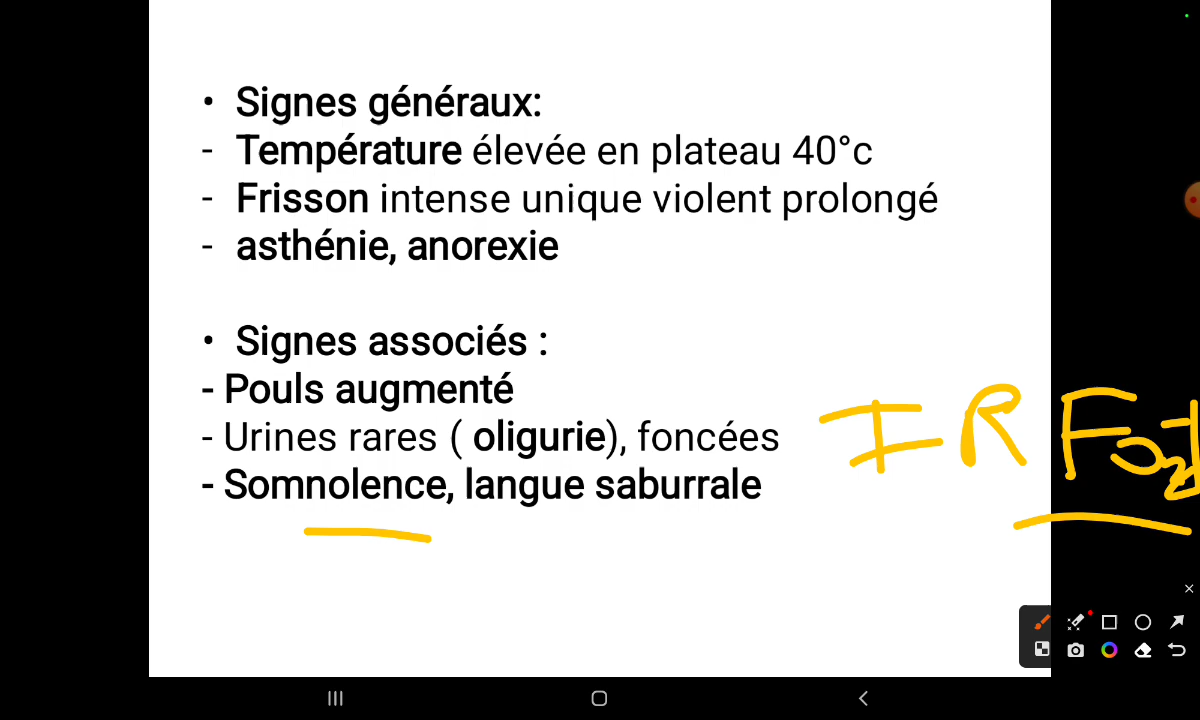 • Signes généraux:
- Température élevée en plateau 40°c
- Frisson intense unique violent prolongé
- asthénie, anorexie
• Signes associés :
- Pouls augmenté
- Urines rares ( oligurie), foncées
- Somnolence, langue saburrale
IRF